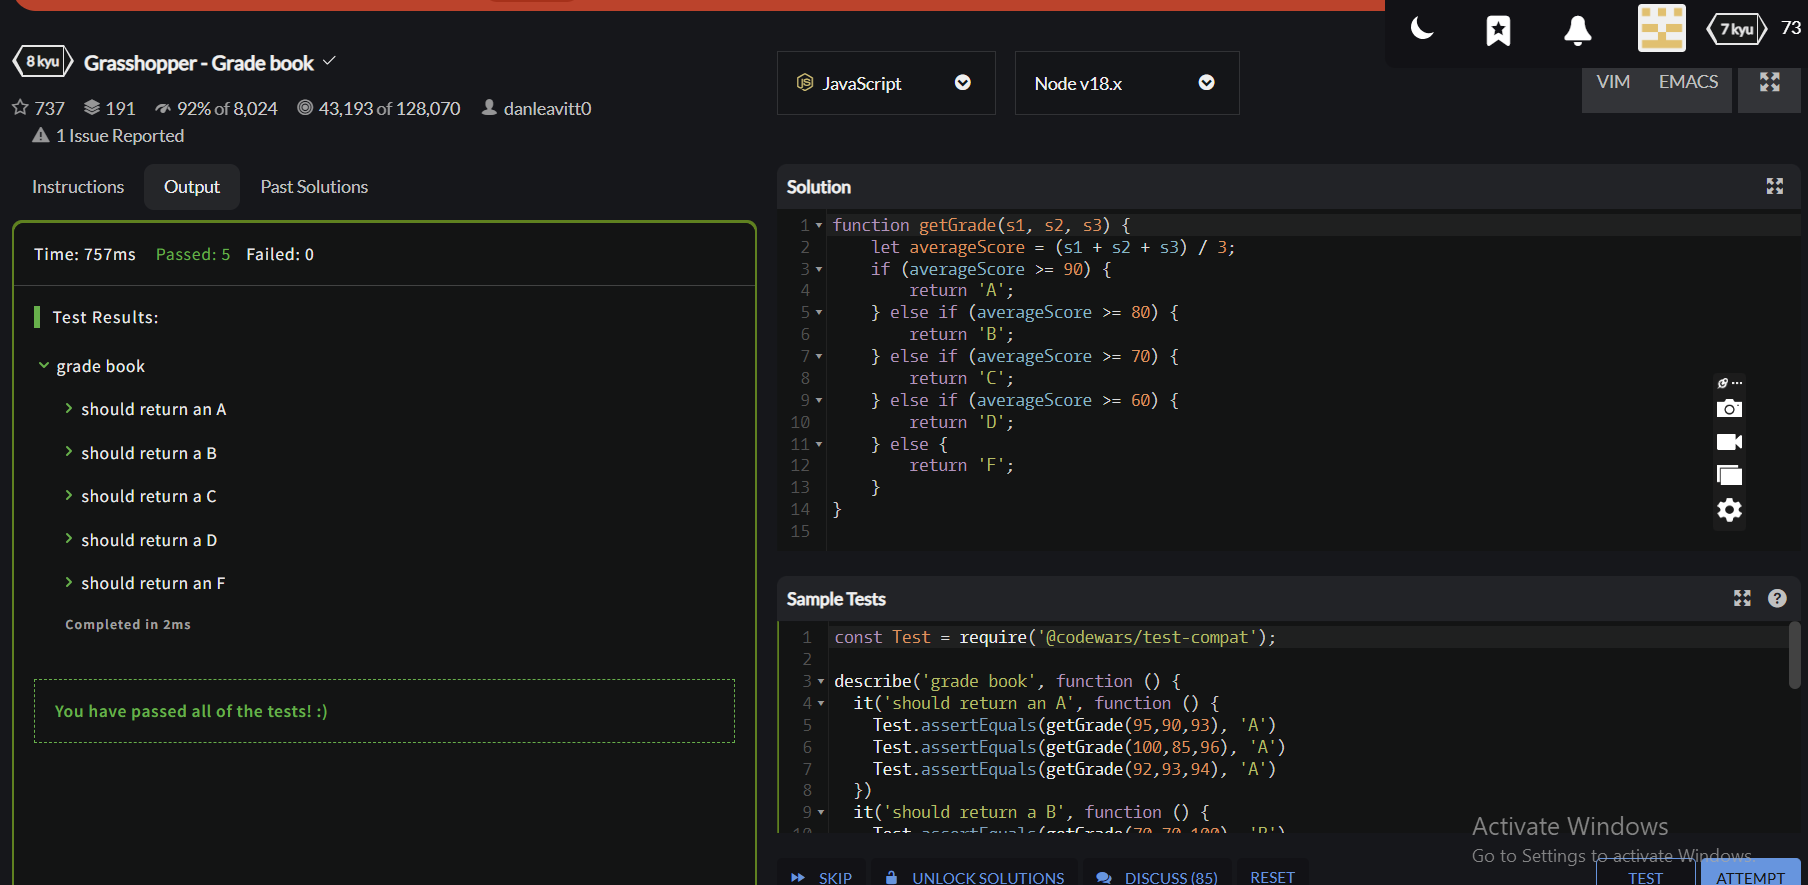 8 kyu Grasshopper - Grade book
737 191 92% of 8,024 43,193 of 128,070 danleavitt0
1 Issue Reported
JavaScript
Node v18.x
7 kyu 73
VIM EMACS
Instructions Output Past Solutions
Time: 757ms Passed: 5 Failed: 0
Test Results:
grade book
should return an A
should return a B
should return a C
should return a D
should return an F
Completed in 2ms
You have passed all of the tests! :)
Solution
1 function getGrade(s1, s2, s3) {
2 let averageScore = (s1 + s2 + s3) / 3;
3 if (averageScore >= 90) {
4 return 'A';
5 } else if (averageScore >= 80) {
6 return 'B';
7 } else if (averageScore >= 70) {
8 return 'C';
9 } else if (averageScore >= 60) {
10 return 'D';
11 } else {
12 return 'F';
13 }
14 }
15
Sample Tests
1 const Test = require('@codewars/test-compat');
2
3 describe('grade book', function () {
4 it('should return an A', function () {
5 Test.assertEquals(getGrade(95,90,93), 'A')
6 Test.assertEquals(getGrade(100,85,96), 'A')
7 Test.assertEquals(getGrade(92,93,94), 'A')
8 })
9 it('should return a B', function () {
10 Test.assertEquals(getGrade(70,70,100), 'B')
Activate Windows
Go to Settings to activate Windows.
SKIP UNLOCK SOLUTIONS DISCUSS (85) RESET TEST ATTEMPT